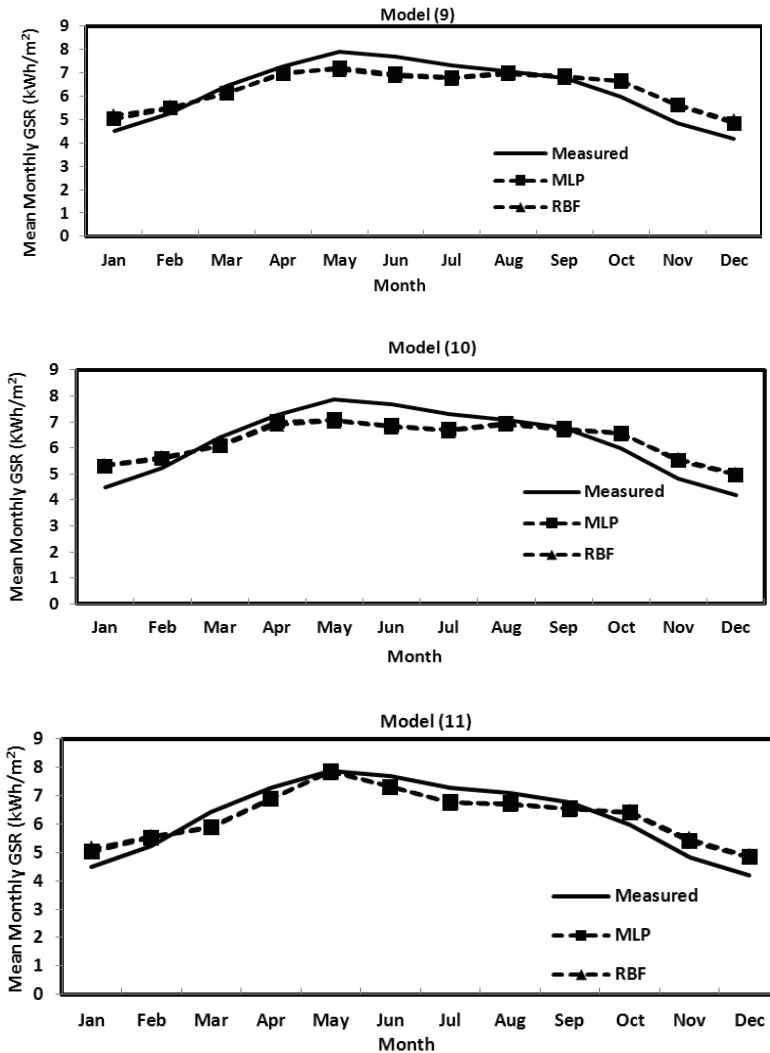 Model (9)
Mean Monthly GSR (kWh/m²)
9
8
7
6
5
4
3
2
1
0
Measured
MLP
RBF
Jan Feb Mar Apr May Jun Jul Aug Sep Oct Nov Dec
Month
Model (10)
Mean Monthly GSR (kWh/m²)
9
8
7
6
5
4
3
2
1
0
Measured
MLP
RBF
Jan Feb Mar Apr May Jun Jul Aug Sep Oct Nov Dec
Month
Model (11)
Mean Monthly GSR (kWh/m²)
9
8
7
6
5
4
3
2
1
0
Measured
MLP
RBF
Jan Feb Mar Apr May Jun Jul Aug Sep Oct Nov Dec
Month